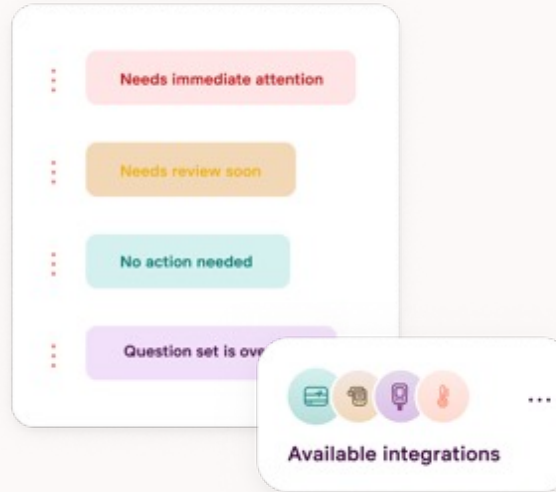 Needs immediate attention
Needs review soon
No action needed
Question set is ove
Available integrations